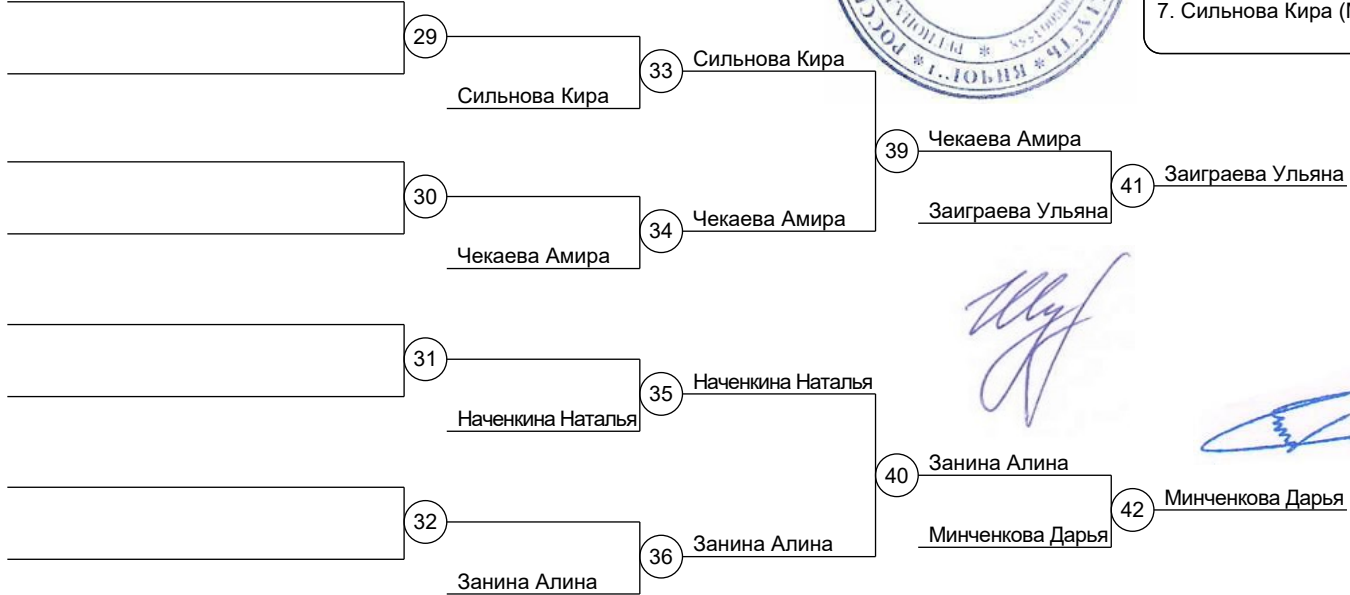 7. Сильнова Кира (
29
33
Сильнова Кира
Сильнова Кира
39
Чекаева Амира
30
41
Заиграева Ульяна
34
Чекаева Амира
Заиграева Ульяна
Чекаева Амира
31
35
Наченкина Наталья
Наченкина Наталья
40
Занина Алина
32
42
Минченкова Дарья
36
Занина Алина
Минченкова Дарья
Занина Алина